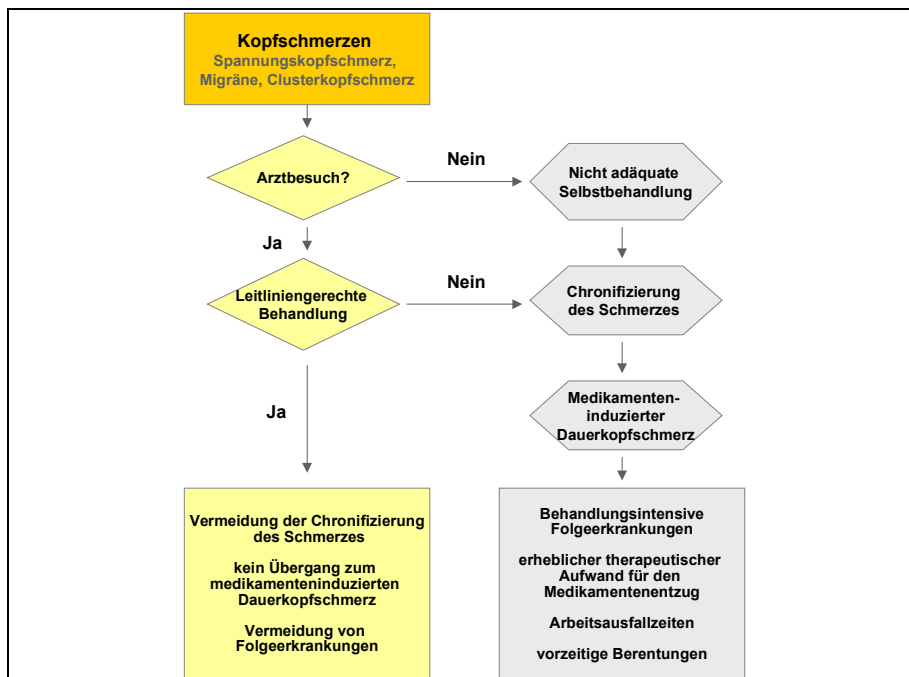 Kopfschmerzen
Spannungskopfschmerz,
Migräne, Clusterkopfschmerz
Arztbesuch?
Nein
Nicht adäquate
Selbstbehandlung
Ja
Leitliniengerechte
Behandlung
Nein
Chronifizierung
des Schmerzes
Ja
Medikamenten-
induzierter
Dauerkopfschmerz
Vermeidung der Chronifizierung
des Schmerzes
kein Übergang zum
medikamenteninduzierten
Dauerkopfschmerz
Vermeidung von
Folgeerkrankungen
Behandlungsintensive
Folgeerkrankungen
erheblicher therapeutischer
Aufwand für den
Medikamentenentzug
Arbeitsausfallzeiten
vorzeitige Berentungen